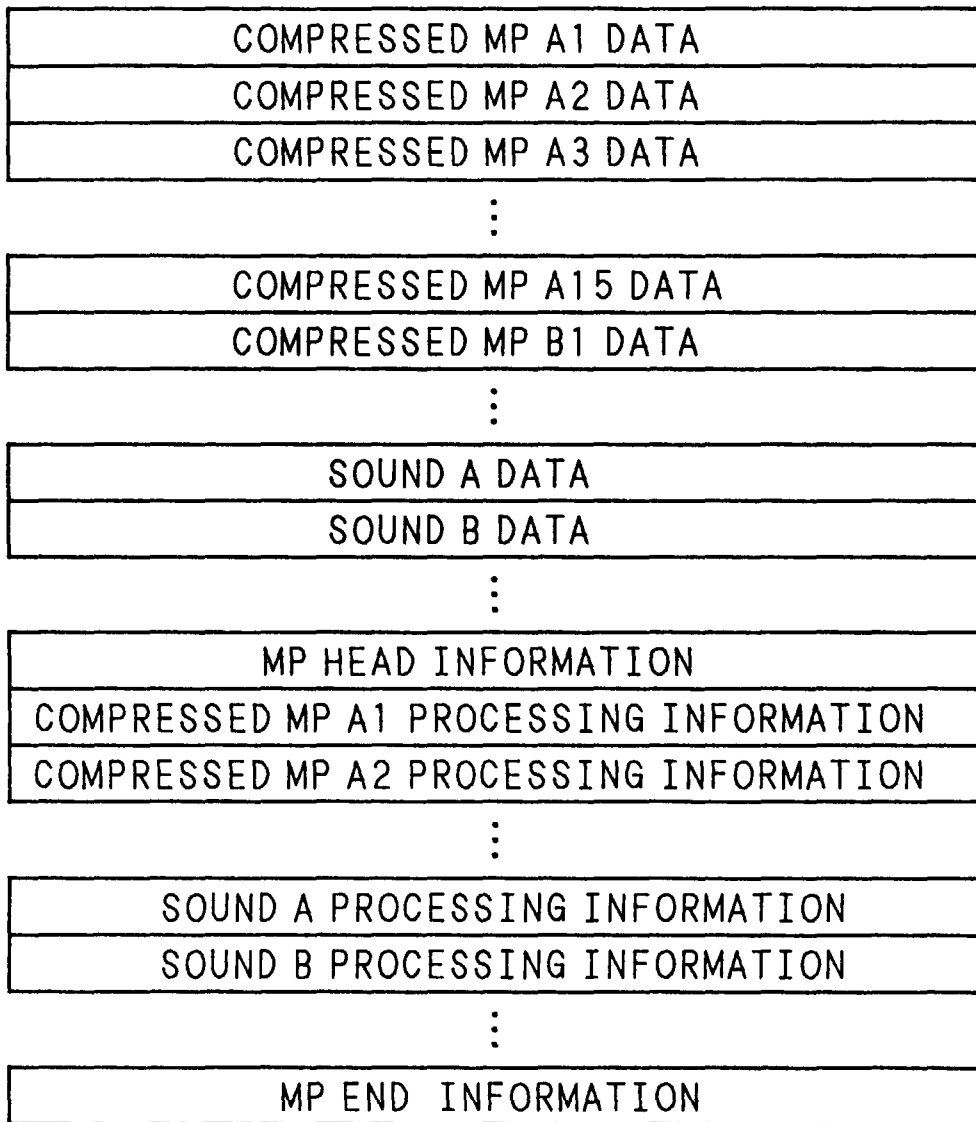 COMPRESSED MP A1 DATA
COMPRESSED MP A2 DATA
COMPRESSED MP A3 DATA
COMPRESSED MP A15 DATA
COMPRESSED MP B1 DATA
SOUND A DATA
SOUND B DATA
MP HEAD INFORMATION
COMPRESSED MP A1 PROCESSING INFORMATION
COMPRESSED MP A2 PROCESSING INFORMATION
SOUND A PROCESSING INFORMATION
SOUND B PROCESSING INFORMATION
MP END INFORMATION